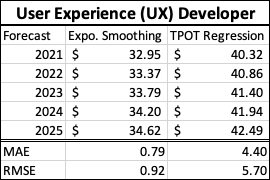 User Experience (UX) Developer
Forecast Expo. Smoothing TPOT Regression
2021 $ 32.95 $ 40.32
2022 $ 33.37 $ 40.86
2023 $ 33.79 $ 41.40
2024 $ 34.20 $ 41.94
2025 $ 34.62 $ 42.49
MAE 0.79 4.40
RMSE 0.92 5.70